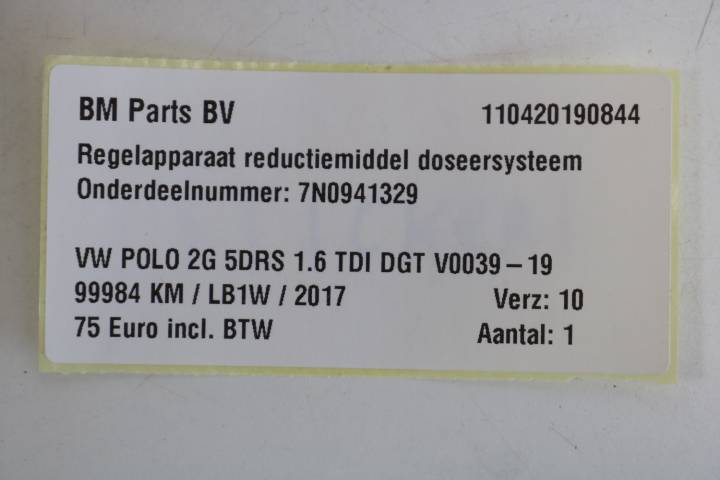 BM Parts BV 110420190844
Regelapparaat reductiemiddel doseersysteem
Onderdeelnummer: 7N0941329
VW POLO 2G 5DRS 1.6 TDI DGT V0039-19
99984 KM / LB1W / 2017 Verz: 10
75 Euro incl. BTW Aantal: 1